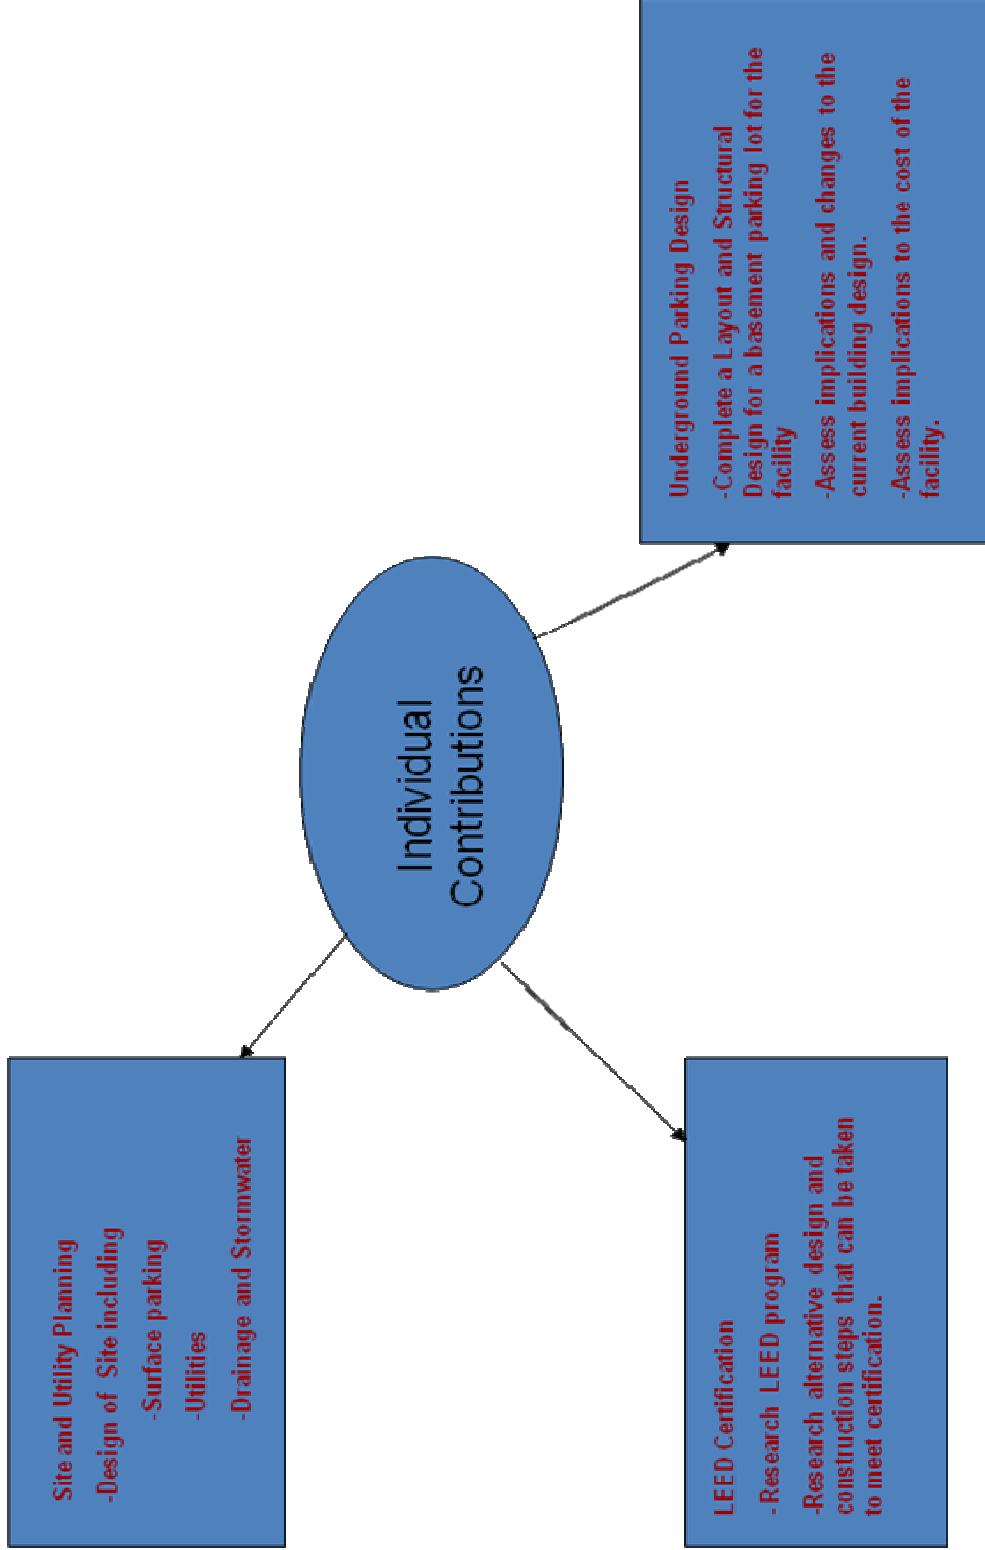 Site and Utility Planning
-Design of Site including
-Surface parking
-Utilities
-Drainage and Stormwater
Individual
Contributions
LEED Certification
- Research LEED program
-Research alternative design and
construction steps that can be taken
to meet certification.
Underground Parking Design
-Complete a Layout and Structural
Design for a basement parking lot for the
facility
-Assess implications and changes to the
current building design.
-Assess implications to the cost of the
facility.